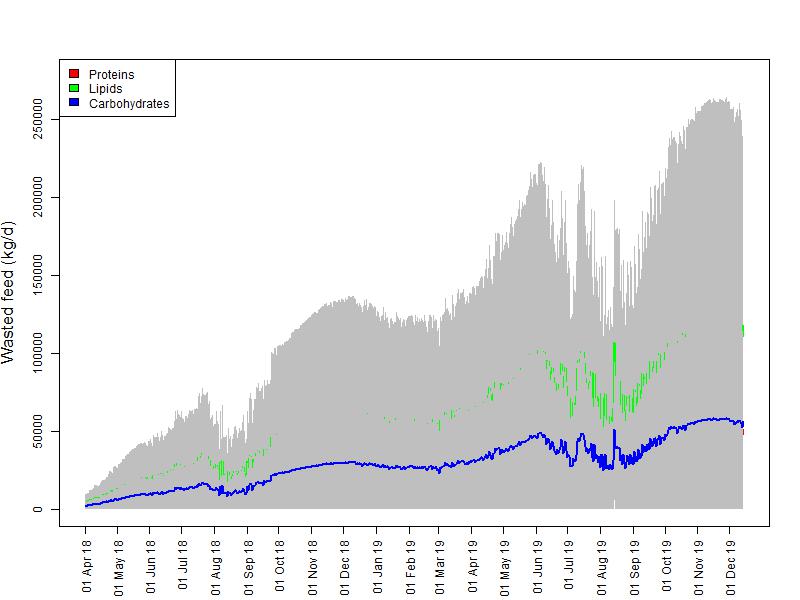 Proteins
Lipids
Carbohydrates
Wasted feed (kg/d)
250000
200000
150000
100000
50000
0
01 Apr 18
01 May 18
01 Jun 18
01 Jul 18
01 Aug 18
01 Sep 18
01 Oct 18
01 Nov 18
01 Dec 18
01 Jan 19
01 Feb 19
01 Mar 19
01 Apr 19
01 May 19
01 Jun 19
01 Jul 19
01 Aug 19
01 Sep 19
01 Oct 19
01 Nov 19
01 Dec 19